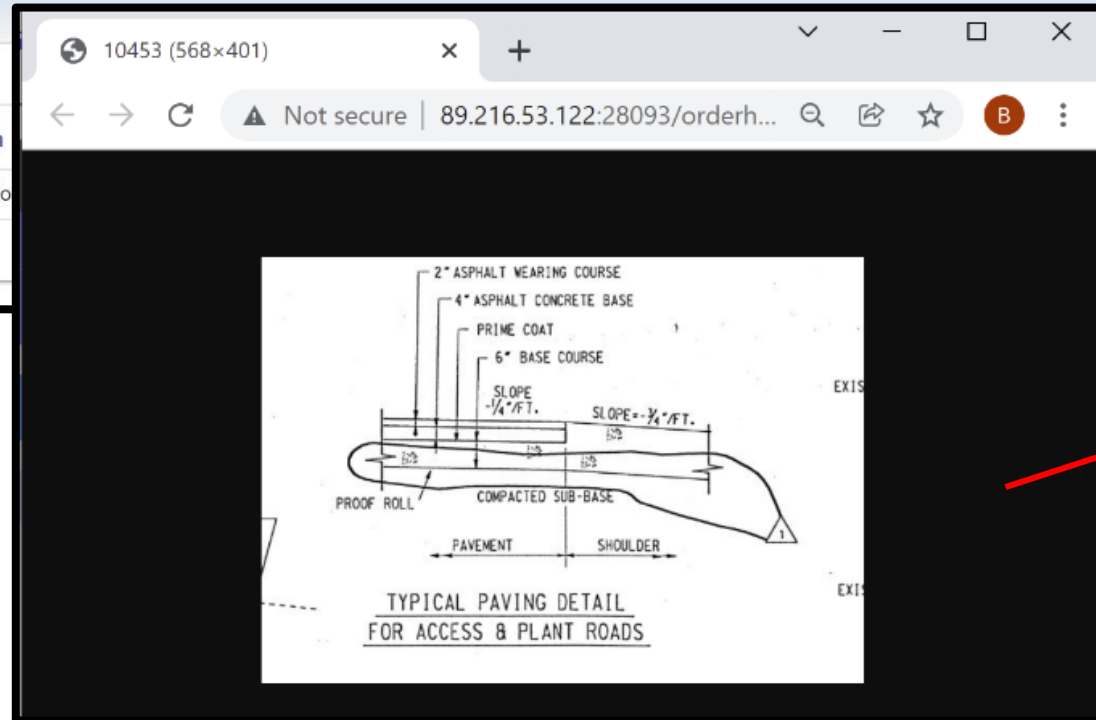 10453 (568×401)
Not secure | 89.216.53.122:28093/orderh...
B
2" ASPHALT WEARING COURSE
4" ASPHALT CONCRETE BASE
PRIME COAT
6" BASE COURSE
SLOPE
-1/4"/FT.
SLOPE=-3/4"/FT.
EXIS
PROOF ROLL
COMPACTED SUB-BASE
1
PAVEMENT
SHOULDER
EXIS
TYPICAL PAVING DETAIL
FOR ACCESS & PLANT ROADS